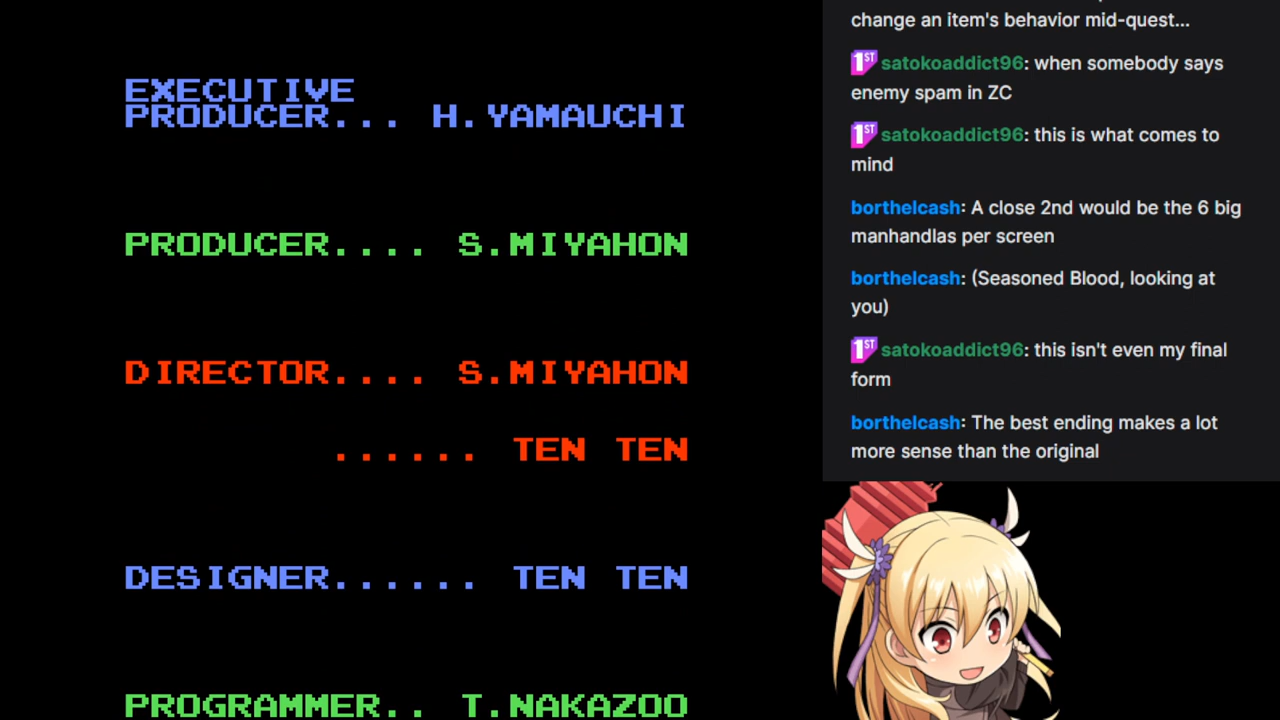 EXECUTIVE
PRODUCER... H.YAMAUCHI
PRODUCER.... S.MIYAHON
DIRECTOR.... S.MIYAHON
...... TEN TEN
DESIGNER...... TEN TEN
PROGRAMMER.. T.NAKAZOO
change an item's behavior mid-quest...
1ST satokoaddict96: when somebody says
enemy spam in ZC
1ST satokoaddict96: this is what comes to
mind
borthelcash: A close 2nd would be the 6 big
manhandlas per screen
borthelcash: (Seasoned Blood, looking at
you)
1ST satokoaddict96: this isn't even my final
form
borthelcash: The best ending makes a lot
more sense than the original